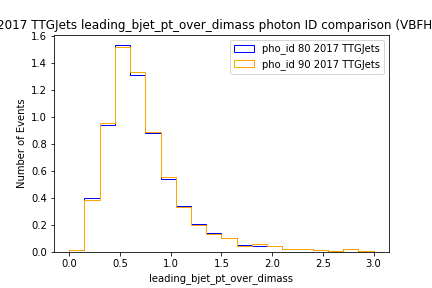 2017 TTGJets leading_bjet_pt_over_dimass photon ID comparison (VBFH
1.6
1.4
1.2
1.0
0.8
0.6
0.4
0.2
0.0
Number of Events
pho_id 80 2017 TTGJets
pho_id 90 2017 TTGJets
0.0 0.5 1.0 1.5 2.0 2.5 3.0
leading_bjet_pt_over_dimass